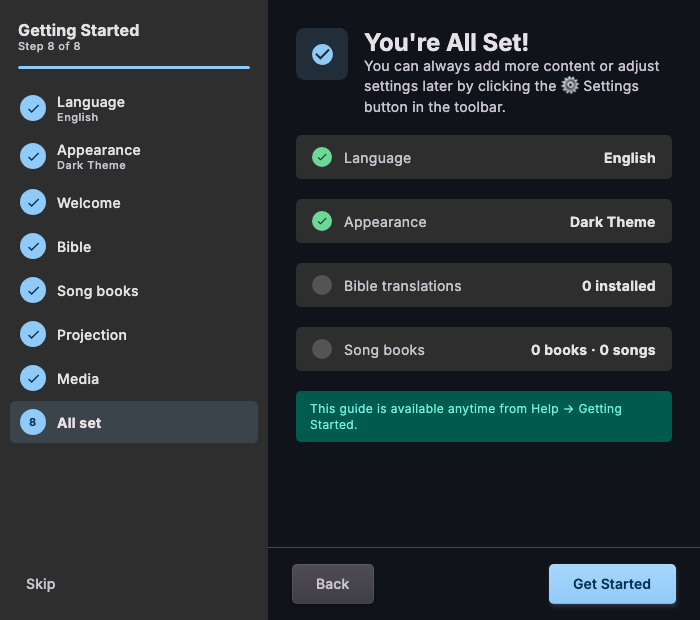 Getting Started
Step 8 of 8
Language
English
Appearance
Dark Theme
Welcome
Bible
Song books
Projection
Media
8
All set
Skip
You're All Set!
You can always add more content or adjust
settings later by clicking the ⚙️ Settings
button in the toolbar.
Language English
Appearance Dark Theme
Bible translations 0 installed
Song books 0 books · 0 songs
This guide is available anytime from Help → Getting
Started.
Back
Get Started